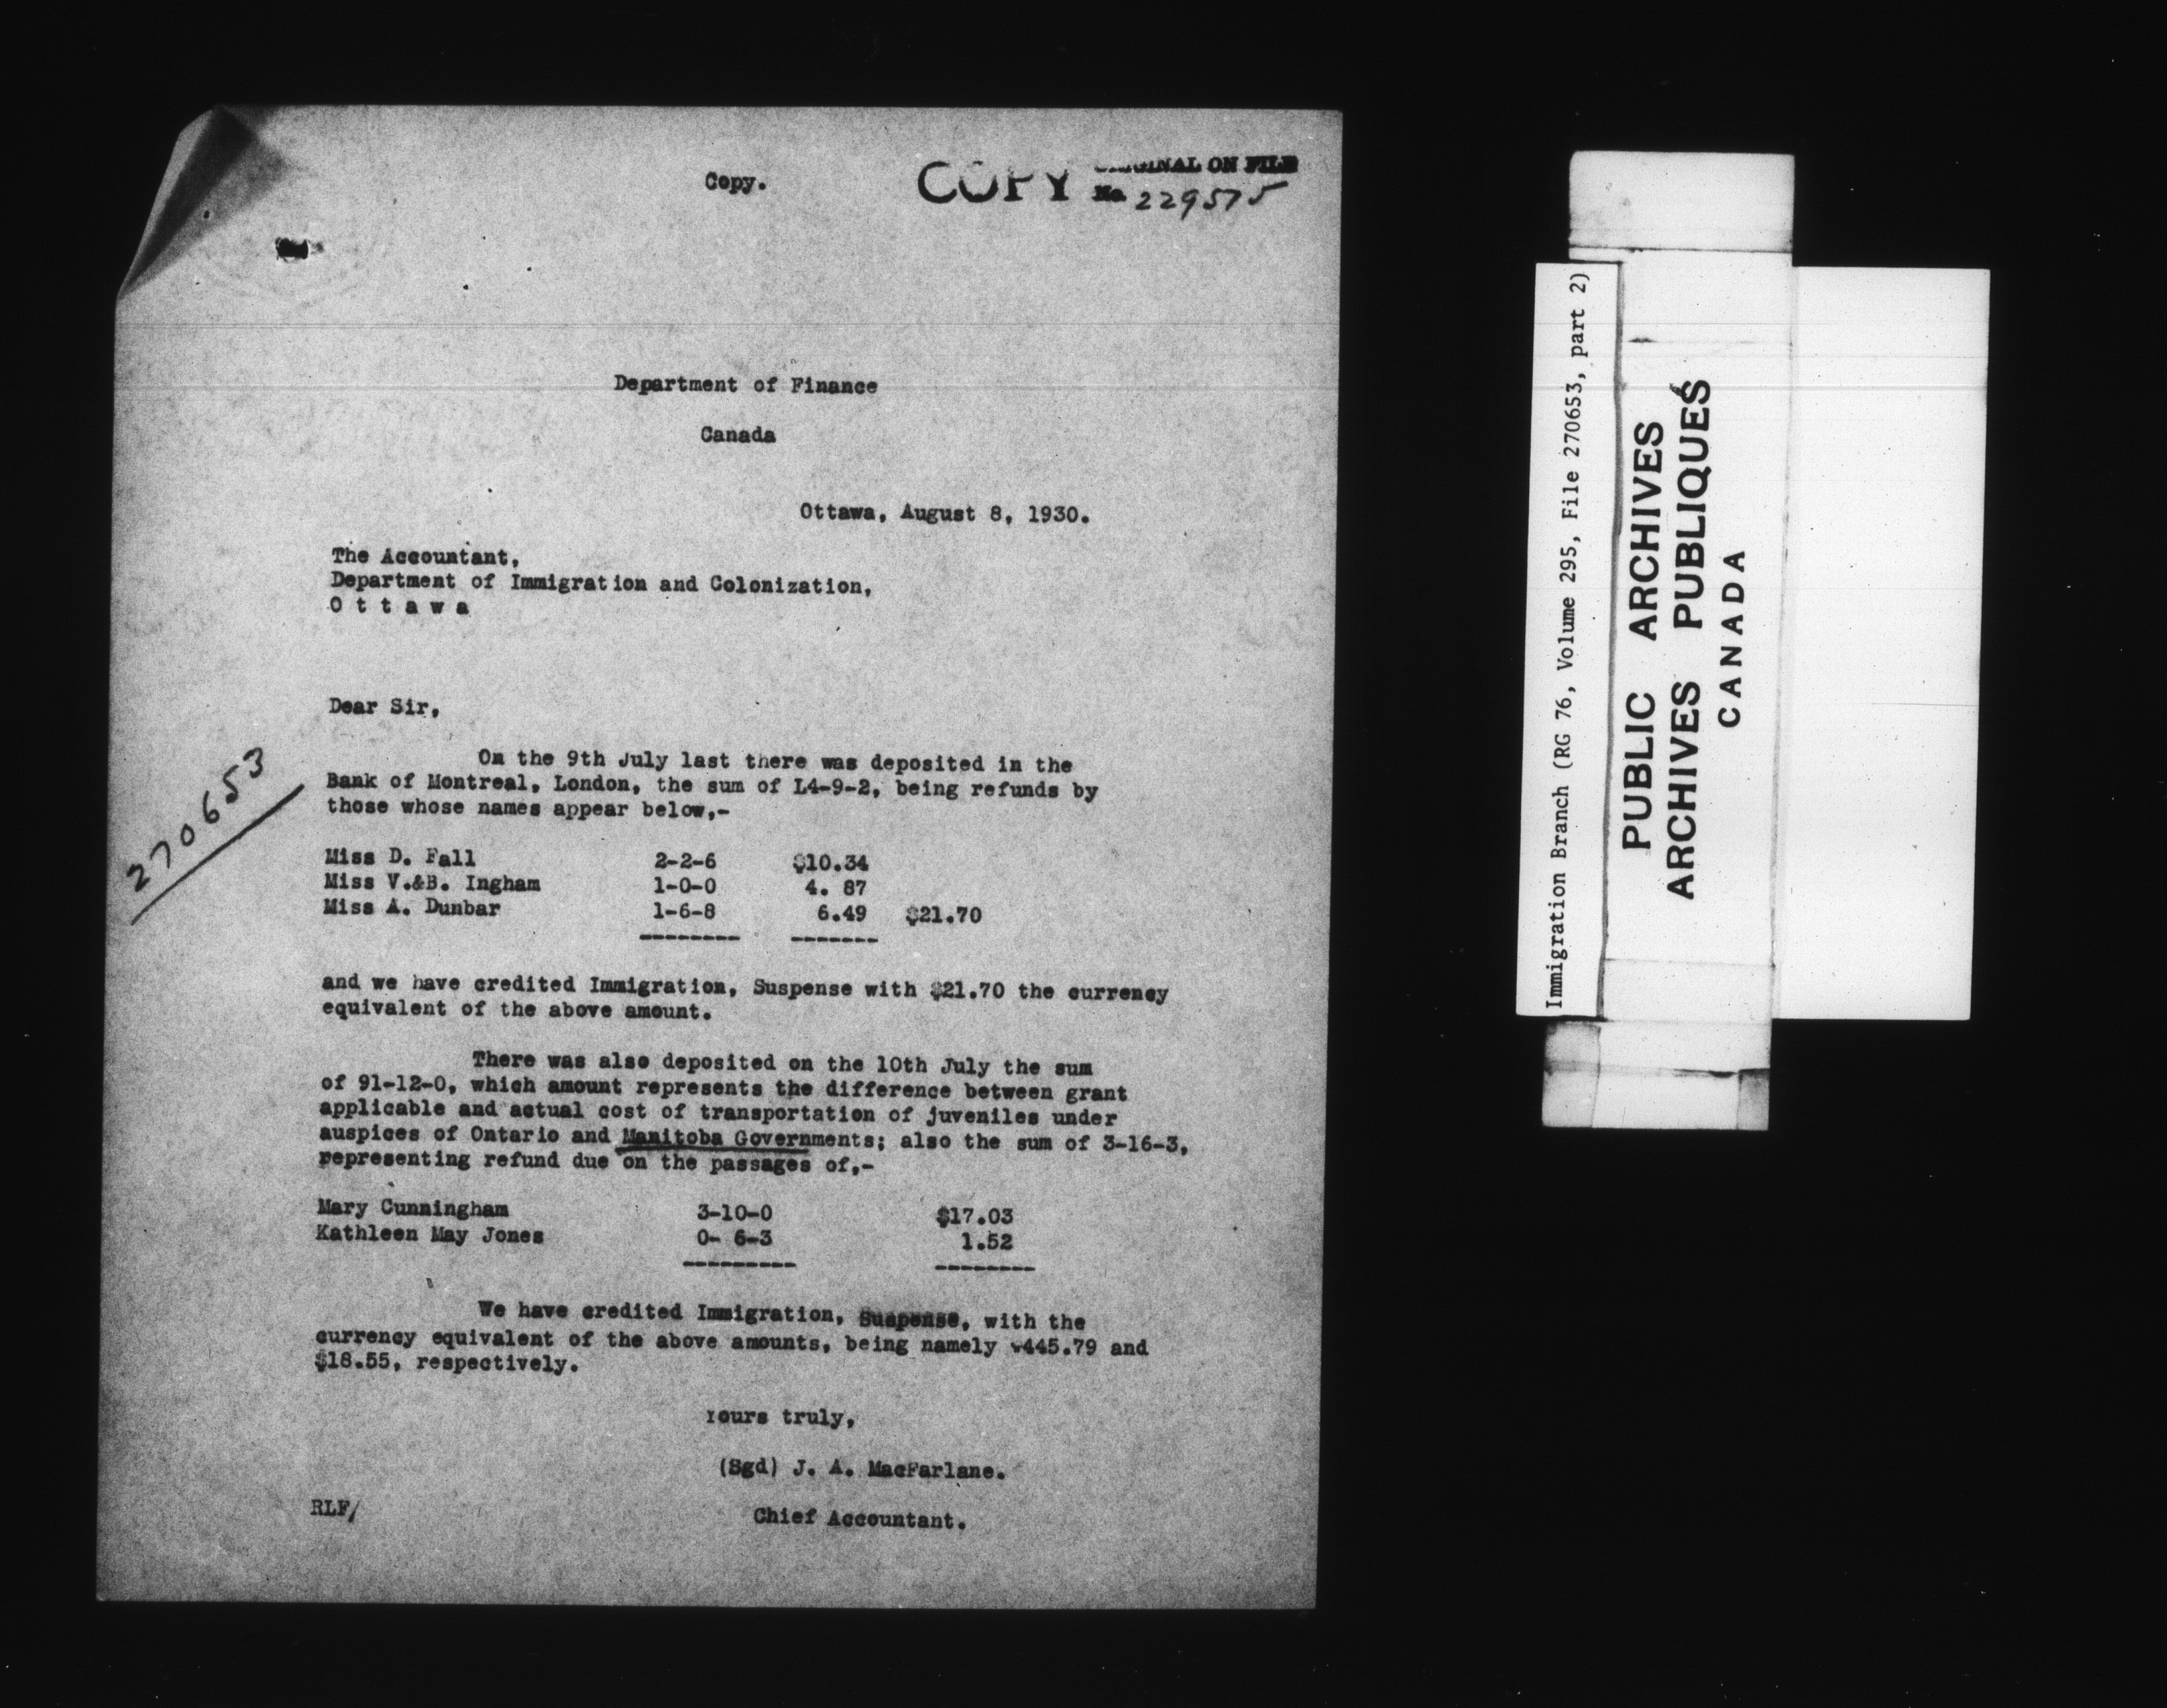 Copy.
COPY ORIGINAL ON FILE
No. 229575
Department of Finance
Canada
Ottawa, August 8, 1930.
The Accountant,
Department of Immigration and Colonization,
O t t a w a
Dear Sir,
On the 9th July last there was deposited in the
Bank of Montreal, London, the sum of L4-9-2, being refunds by
those whose names appear below,-
270653
Miss D. Fall 2-2-6 $10.34
Miss V.&B. Ingham 1-0-0 4. 87
Miss A. Dunbar 1-6-8 6.49 $21.70
and we have credited Immigration, Suspense with $21.70 the currency
equivalent of the above amount.
There was also deposited on the 10th July the sum
of 91-12-0, which amount represents the difference between grant
applicable and actual cost of transportation of juveniles under
auspices of Ontario and Manitoba Governments; also the sum of 3-16-3,
representing refund due on the passages of,-
Mary Cunningham 3-10-0 $17.03
Kathleen May Jones 0- 6-3 1.52
We have credited Immigration, Suspense, with the
currency equivalent of the above amounts, being namely $445.79 and
$18.55, respectively.
Yours truly,
(Sgd) J. A. MacFarlane.
RLF/
Chief Accountant.
Immigration Branch (RG 76, Volume 295, File 270653, part 2)
PUBLIC ARCHIVES
ARCHIVES PUBLIQUES
CANADA